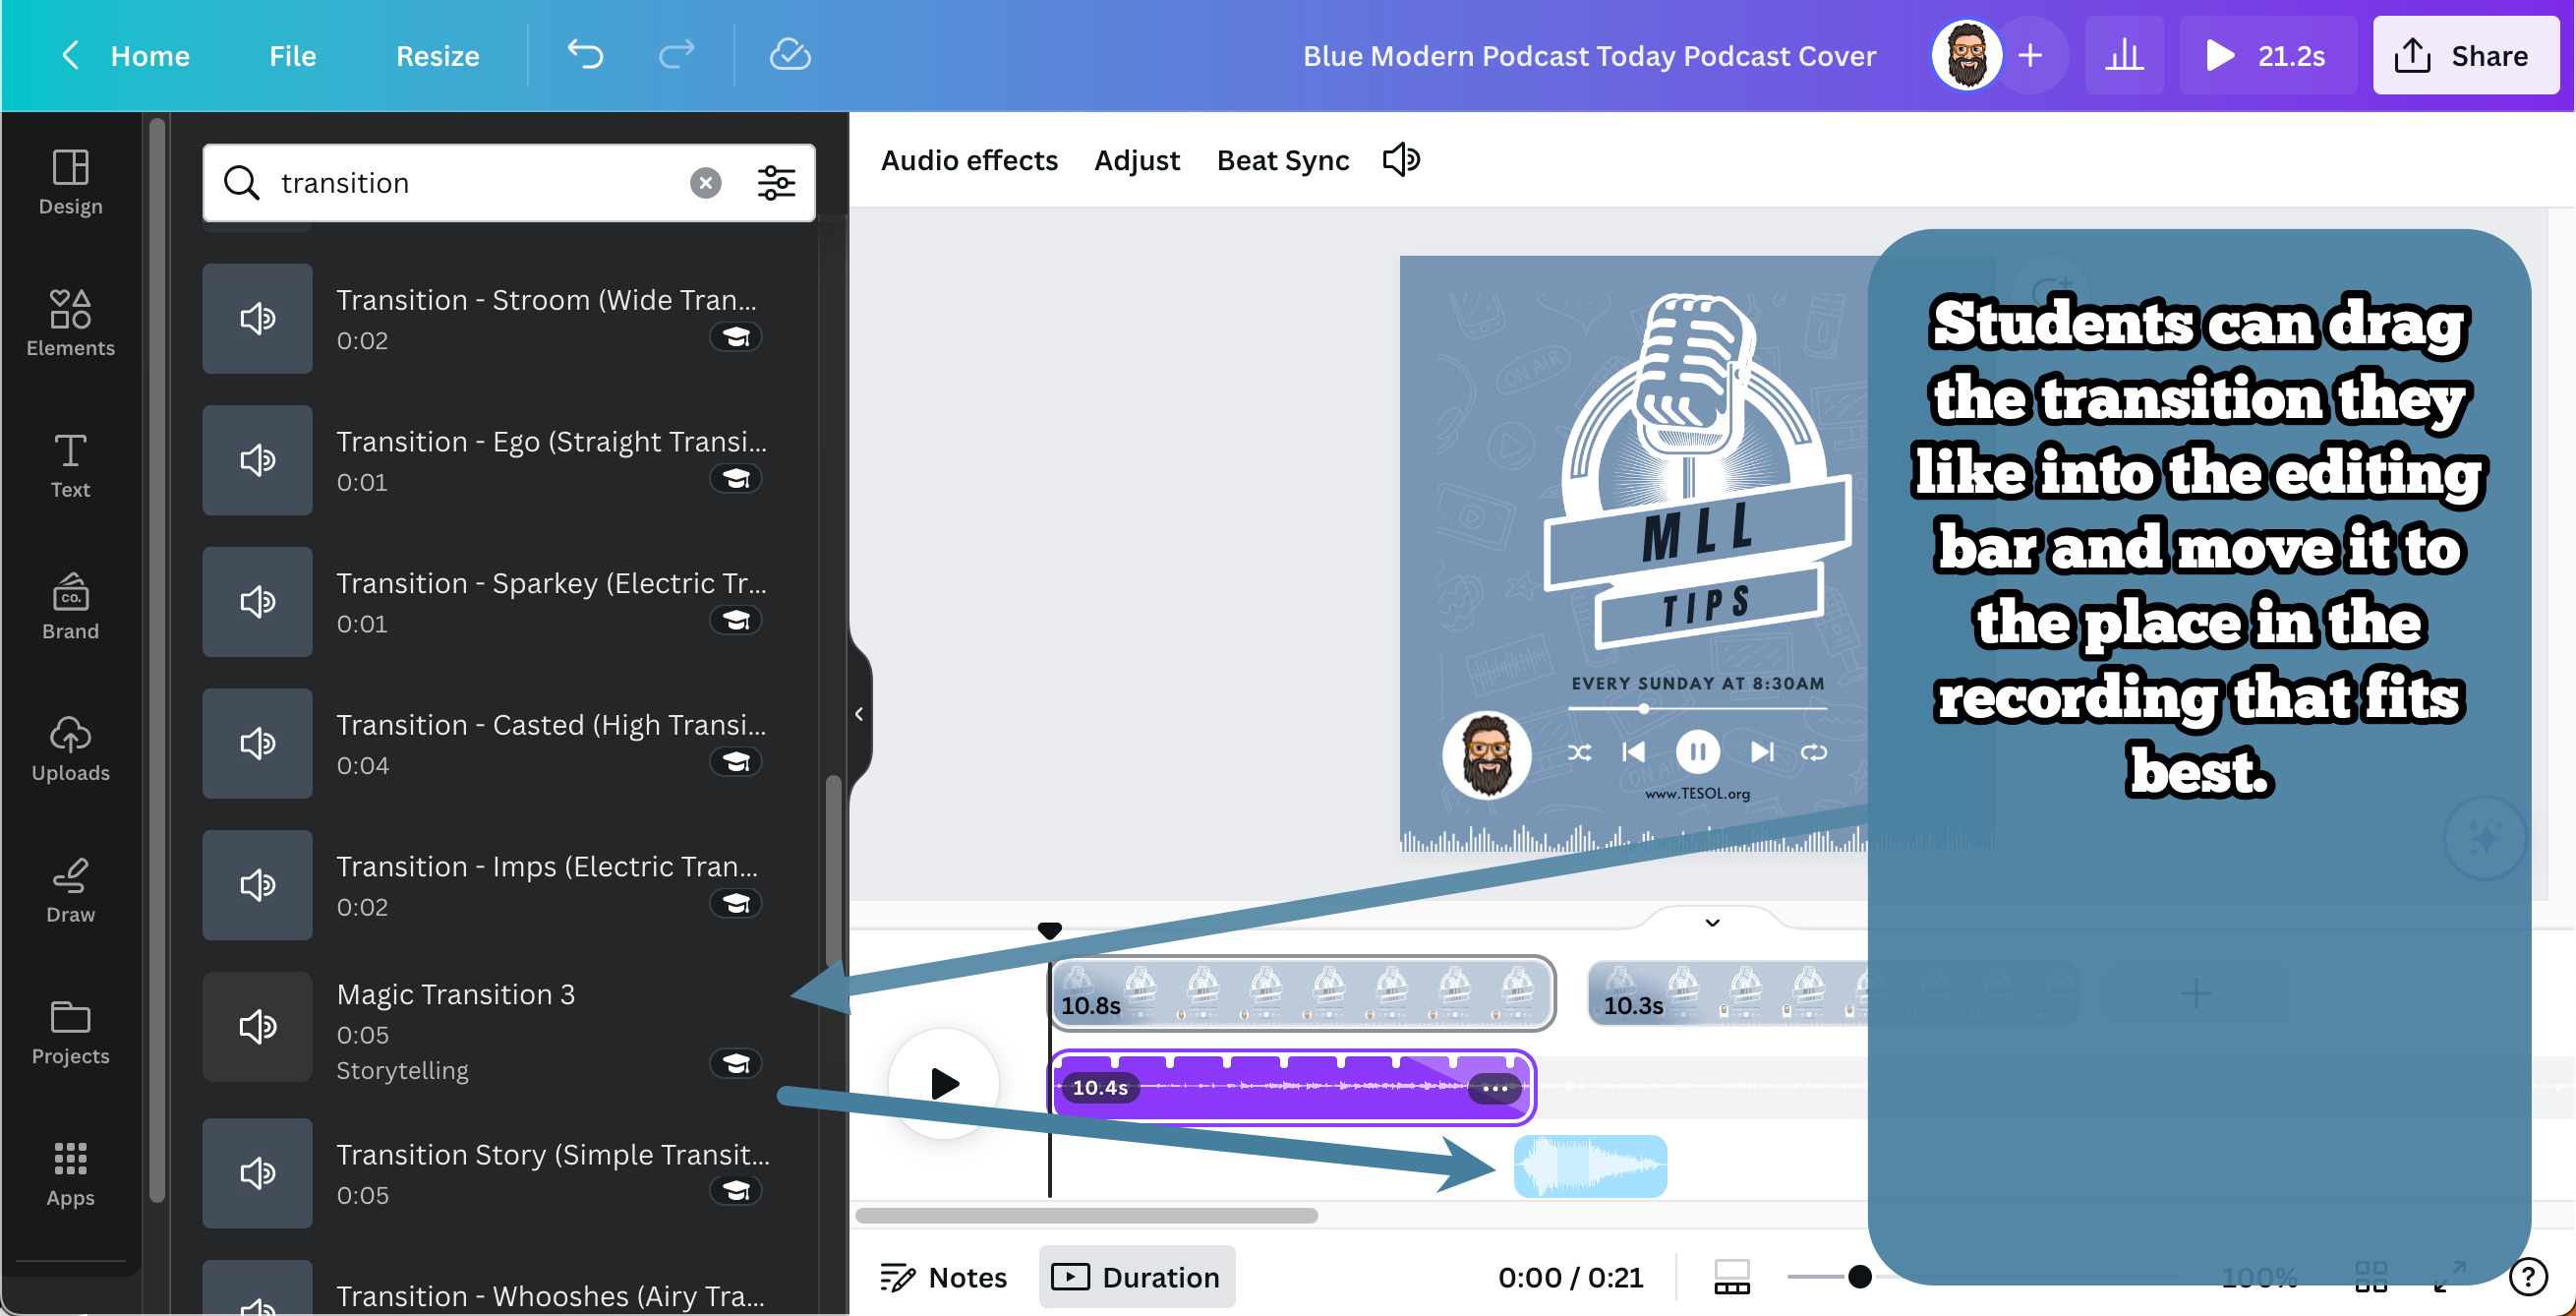 Home
File
Resize
Blue Modern Podcast Today Podcast Cover
21.2s
Share
Design
Elements
Text
co.
Brand
Uploads
Draw
Projects
Apps
transition
Transition - Stroom (Wide Tran...
0:02
Transition - Ego (Straight Transi...
0:01
Transition - Sparkey (Electric Tr...
0:01
Transition - Casted (High Transi...
0:04
Transition - Imps (Electric Tran...
0:02
Magic Transition 3
0:05
Storytelling
Transition Story (Simple Transit...
0:05
Transition - Whooshes (Airy Tra...
Audio effects
Adjust
Beat Sync
ON AIR
MLL
TIPS
EVERY SUNDAY AT 8:30AM
ON AIR
www.TESOL.org
Students can drag
the transition they
like into the editing
bar and move it to
the place in the
recording that fits
best.
10.8s
10.3s
10.4s
Notes
Duration
0:00 / 0:21
100%
?